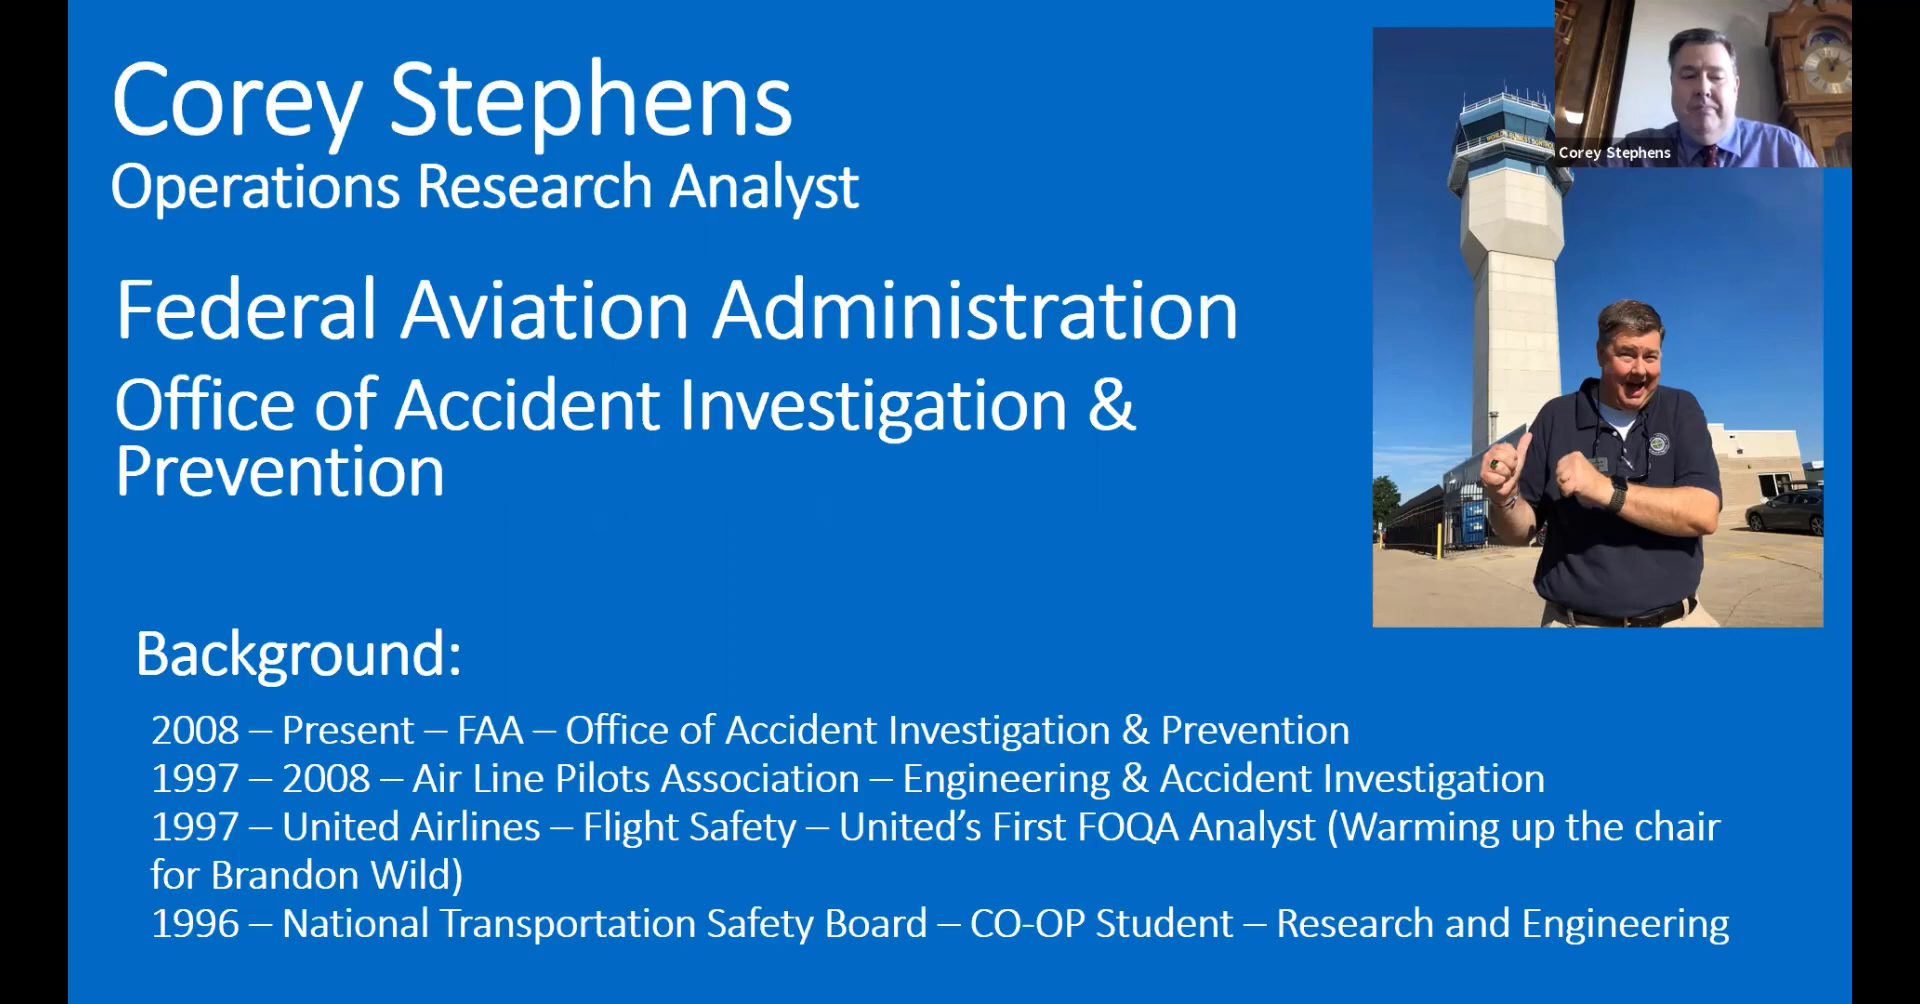 Corey Stephens
Operations Research Analyst
Federal Aviation Administration
Office of Accident Investigation &
Prevention
Corey Stephens
Background:
2008 – Present – FAA – Office of Accident Investigation & Prevention
1997 – 2008 – Air Line Pilots Association – Engineering & Accident Investigation
1997 – United Airlines – Flight Safety – United’s First FOQA Analyst (Warming up the chair
for Brandon Wild)
1996 – National Transportation Safety Board – CO-OP Student – Research and Engineering